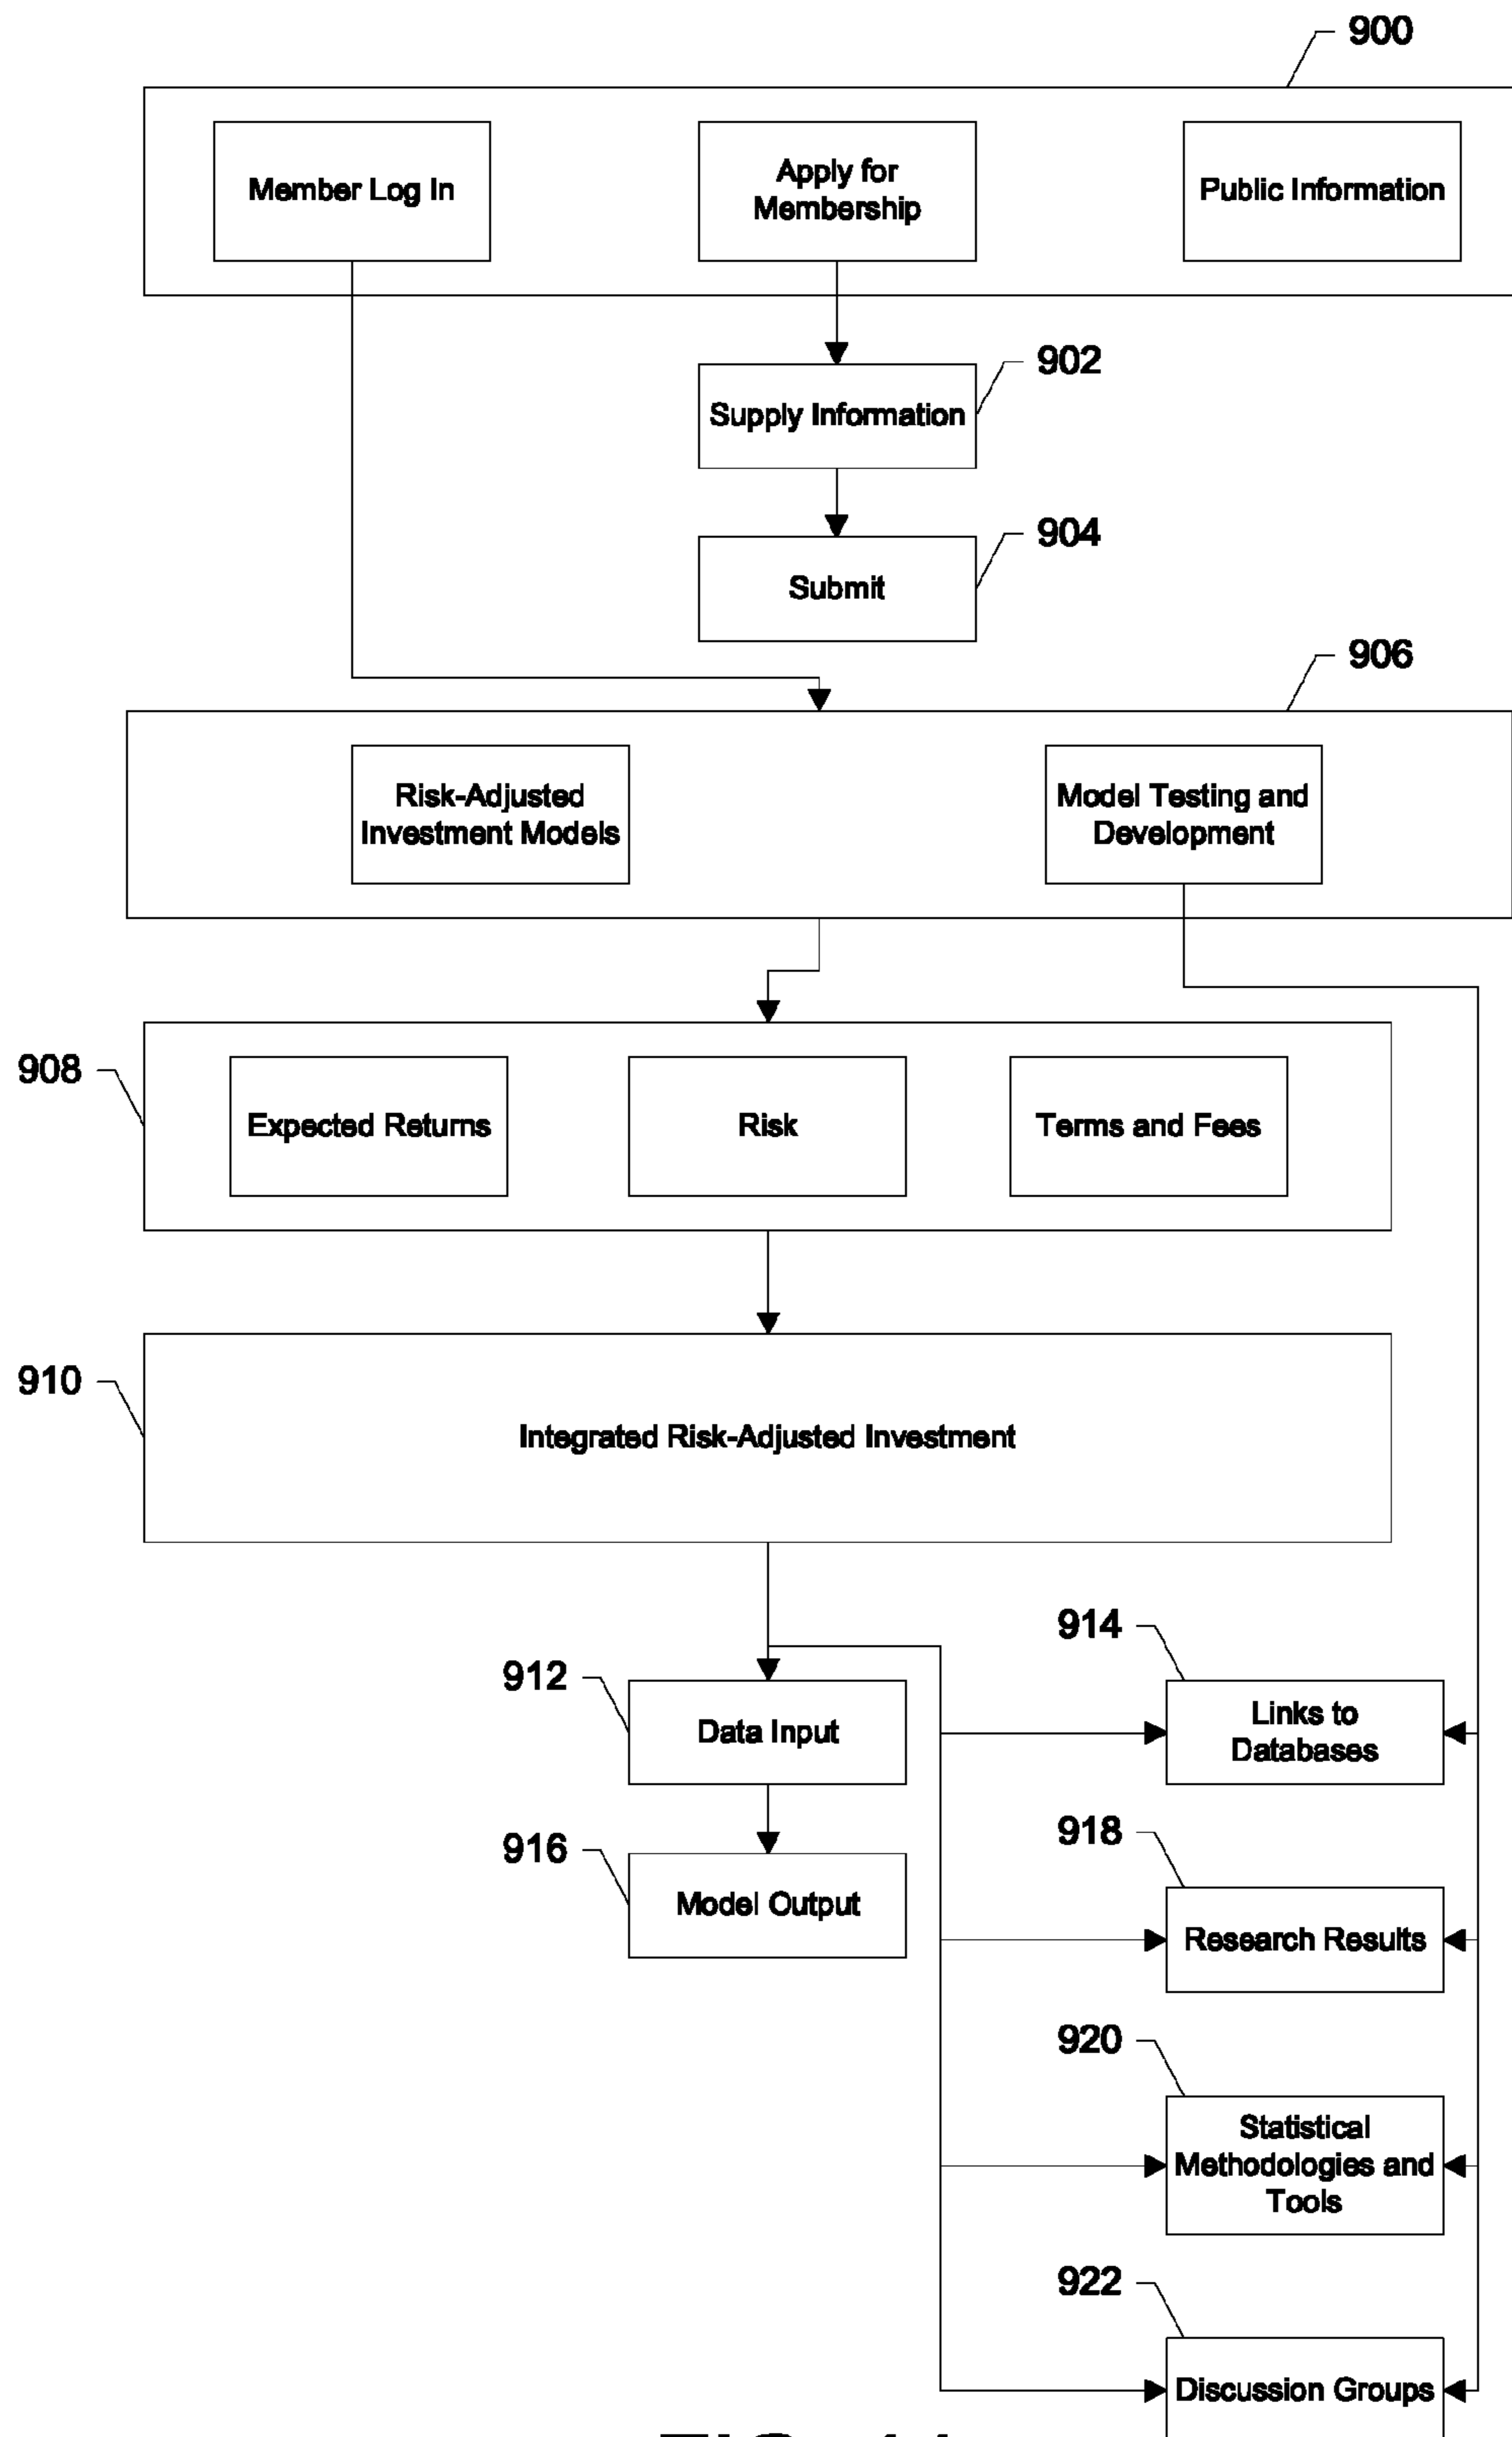 900
Member Log In
Apply for
Membership
Public Information
902
Supply Information
904
Submit
906
Risk-Adjusted
Investment Models
Model Testing and
Development
908
Expected Returns
Risk
Terms and Fees
910
Integrated Risk-Adjusted Investment
914
912
Links to
Databases
Data Input
918
916
Model Output
Research Results
920
Statistical
Methodologies and
Tools
922
Discussion Groups